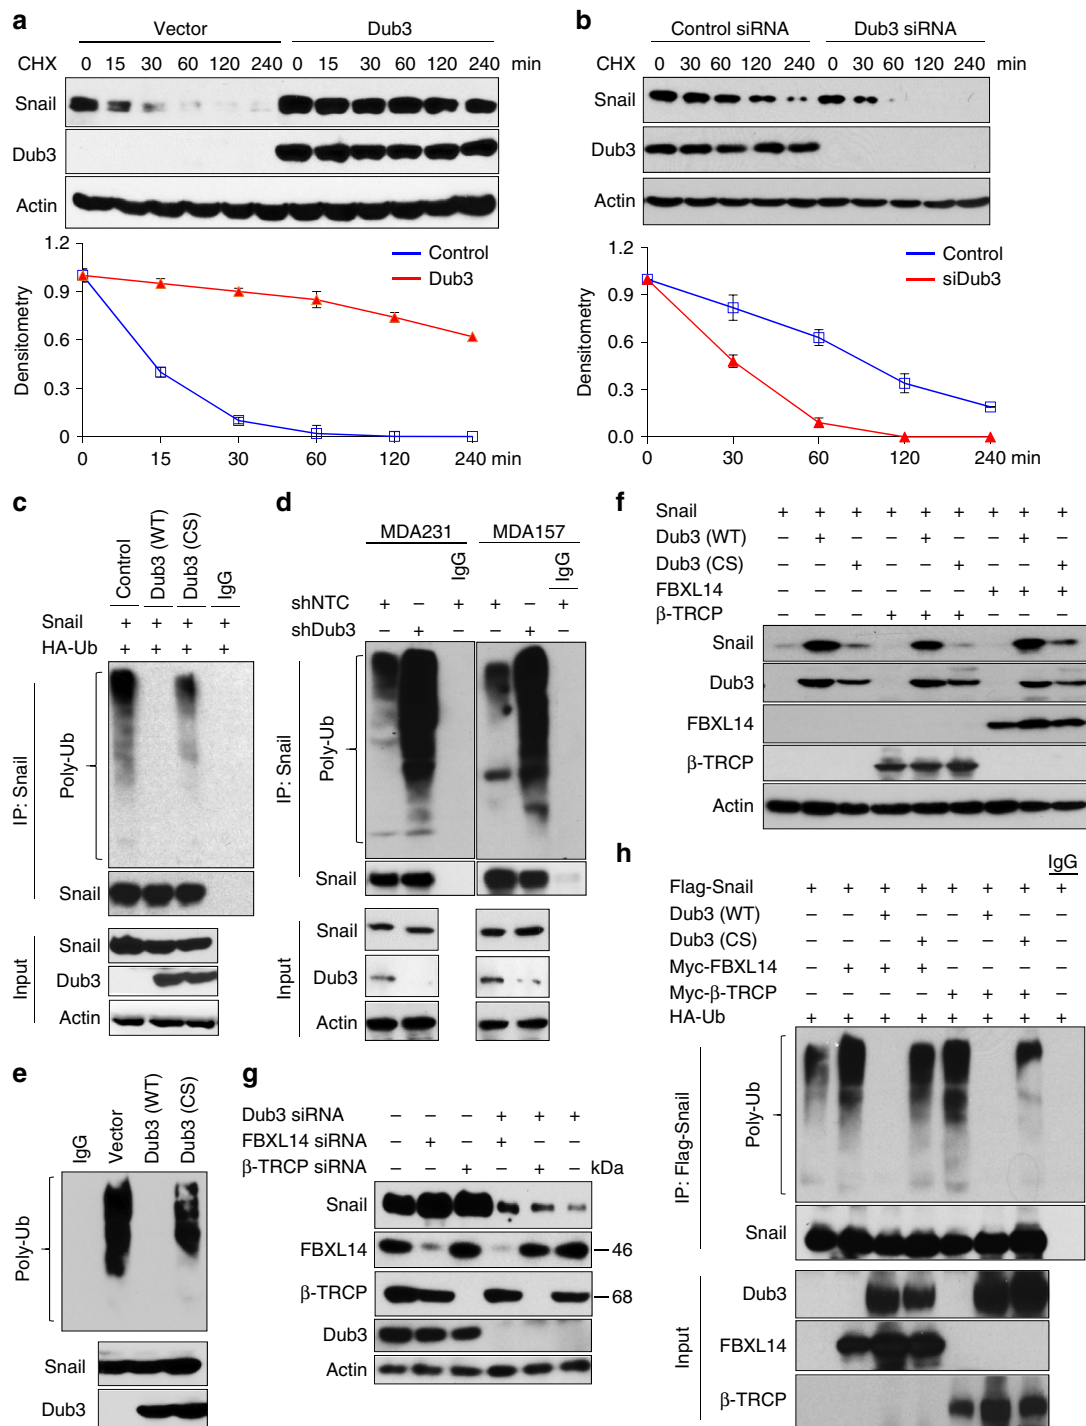 a
Vector Dub3
CHX 0 15 30 60 120 240 0 15 30 60 120 240 min
Snail
Dub3
Actin
1.2
0.9
0.6
0.3
0
Densitometry
Control
Dub3
0 15 30 60 120 240 min
b
Control siRNA Dub3 siRNA
CHX 0 30 60 120 240 0 30 60 120 240 min
Snail
Dub3
Actin
1.2
0.9
0.6
0.3
0.0
Densitometry
Control
siDub3
0 30 60 120 240 min
c
Control Dub3 (WT) Dub3 (CS) IgG
Snail + + + +
HA-Ub + + + +
IP: Snail
Poly-Ub
Snail
Input
Snail
Dub3
Actin
d
MDA231 MDA157
IgG IgG
shNTC + – + + – +
shDub3 – + – – + –
IP: Snail
Poly-Ub
Snail
Input
Snail
Dub3
Actin
e
IgG Vector Dub3 (WT) Dub3 (CS)
Poly-Ub
Snail
Dub3
f
Snail + + + + + + + + +
Dub3 (WT) – + – – + – – + –
Dub3 (CS) – – + – – + – – +
FBXL14 – – – – – – + + +
β-TRCP – – – + + + – – –
Snail
Dub3
FBXL14
β-TRCP
Actin
g
Dub3 siRNA – – – + + +
FBXL14 siRNA – + – + – –
β-TRCP siRNA – – + – + – kDa
Snail
FBXL14 46
β-TRCP 68
Dub3
Actin
h
IgG
Flag-Snail + + + + + + + +
Dub3 (WT) – – + – – + – –
Dub3 (CS) – – – + – – + –
Myc-FBXL14 – + + + – – – –
Myc-β-TRCP – – – – + + + –
HA-Ub + + + + + + + +
IP: Flag-Snail
Poly-Ub
Snail
Input
Dub3
FBXL14
β-TRCP